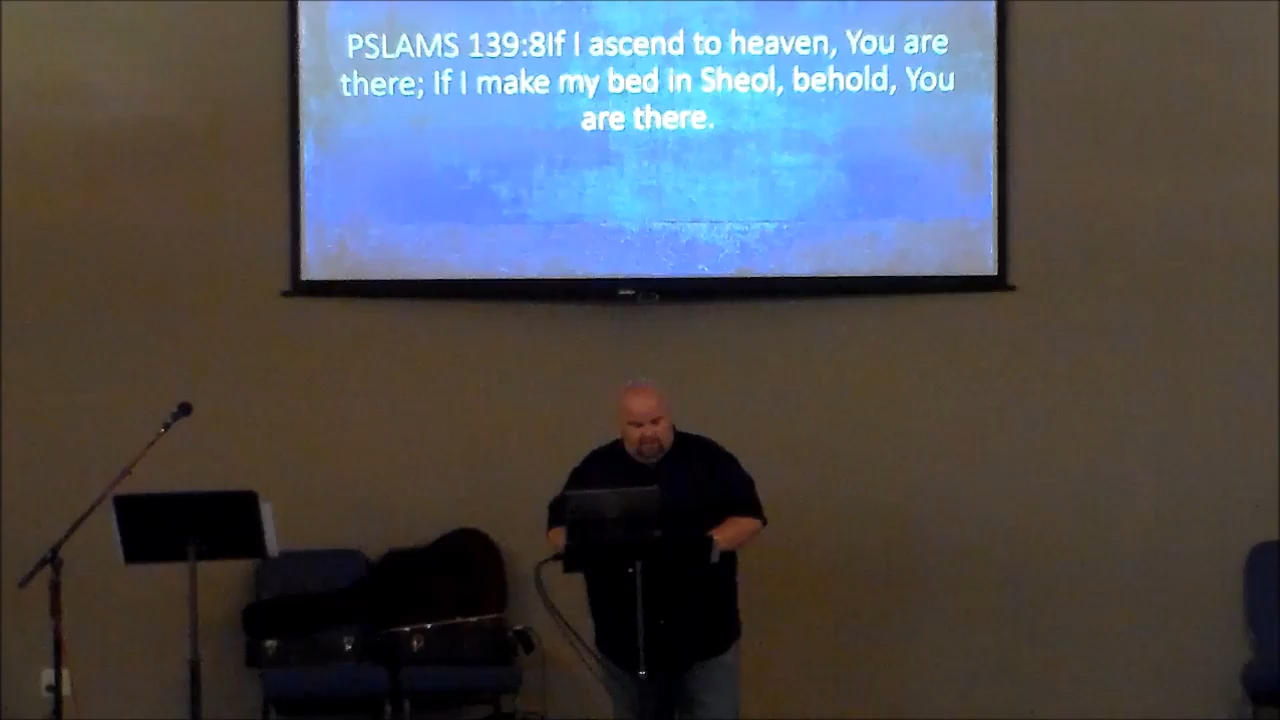 PSLAMS 139:8If I ascend to heaven, You are
there; If I make my bed in Sheol, behold, You
are there.